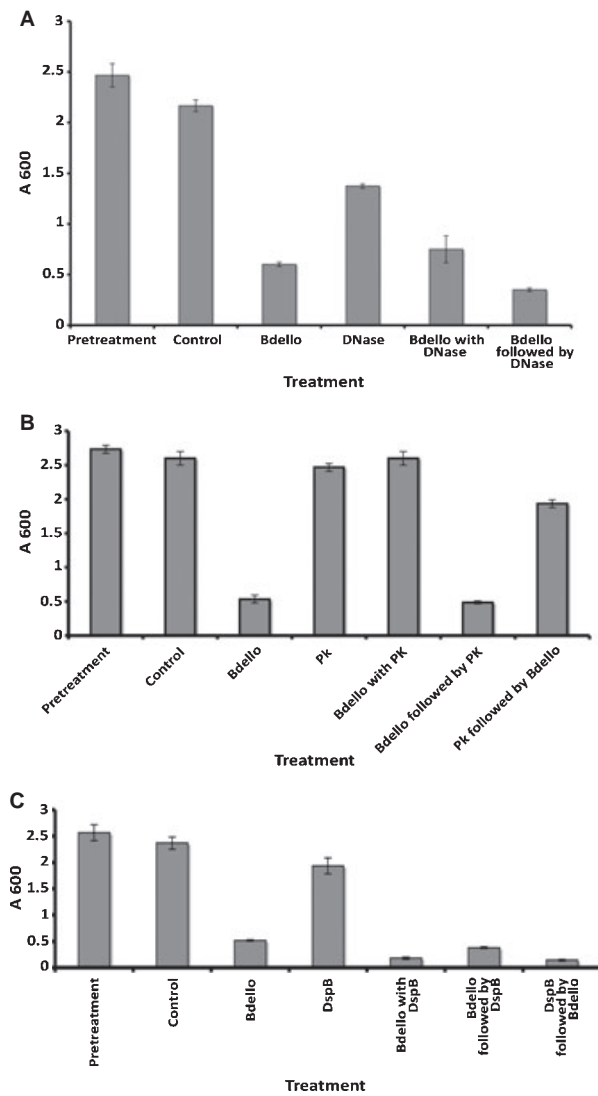 A
3
2.5
2
1.5
1
0.5
0
A 600
Pretreatment
Control
Bdello
DNase
Bdello with
DNase
Bdello
followed by
DNase
Treatment
B
3
2.5
2
1.5
1
0.5
0
A 600
Pretreatment
Control
Bdello
Pk
Bdello with PK
Bdello followed by PK
Pk followed by Bdello
Treatment
C
3
2.5
2
1.5
1
0.5
0
A 600
Pretreatment
Control
Bdello
DspB
Bdello with
DspB
Bdello
followed by
DspB
DspB
followed by
Bdello
Treatment